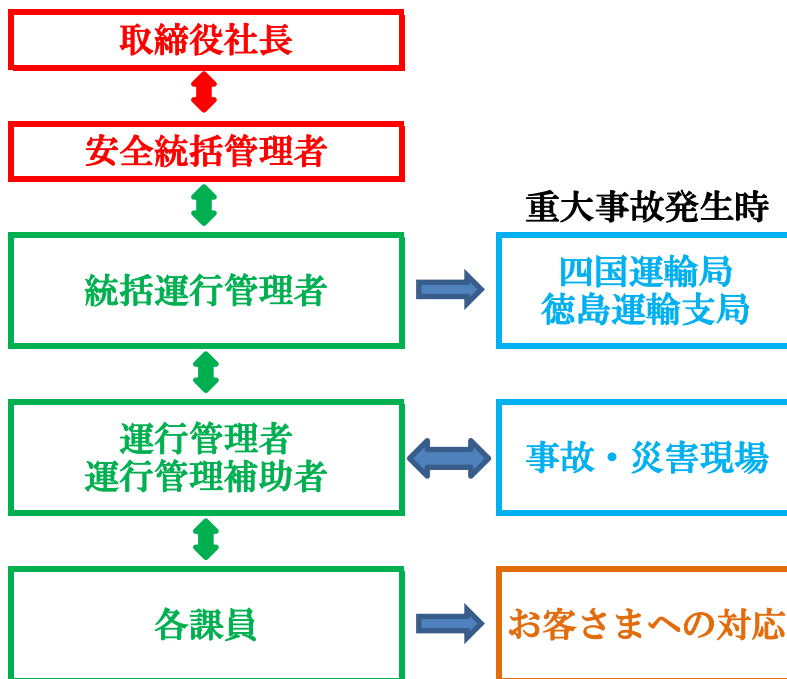 取締役社長
安全統括管理者
重大事故発生時
統括運行管理者
四国運輸局
徳島運輸支局
運行管理者
運行管理補助者
事故・災害現場
各課員
お客さまへの対応